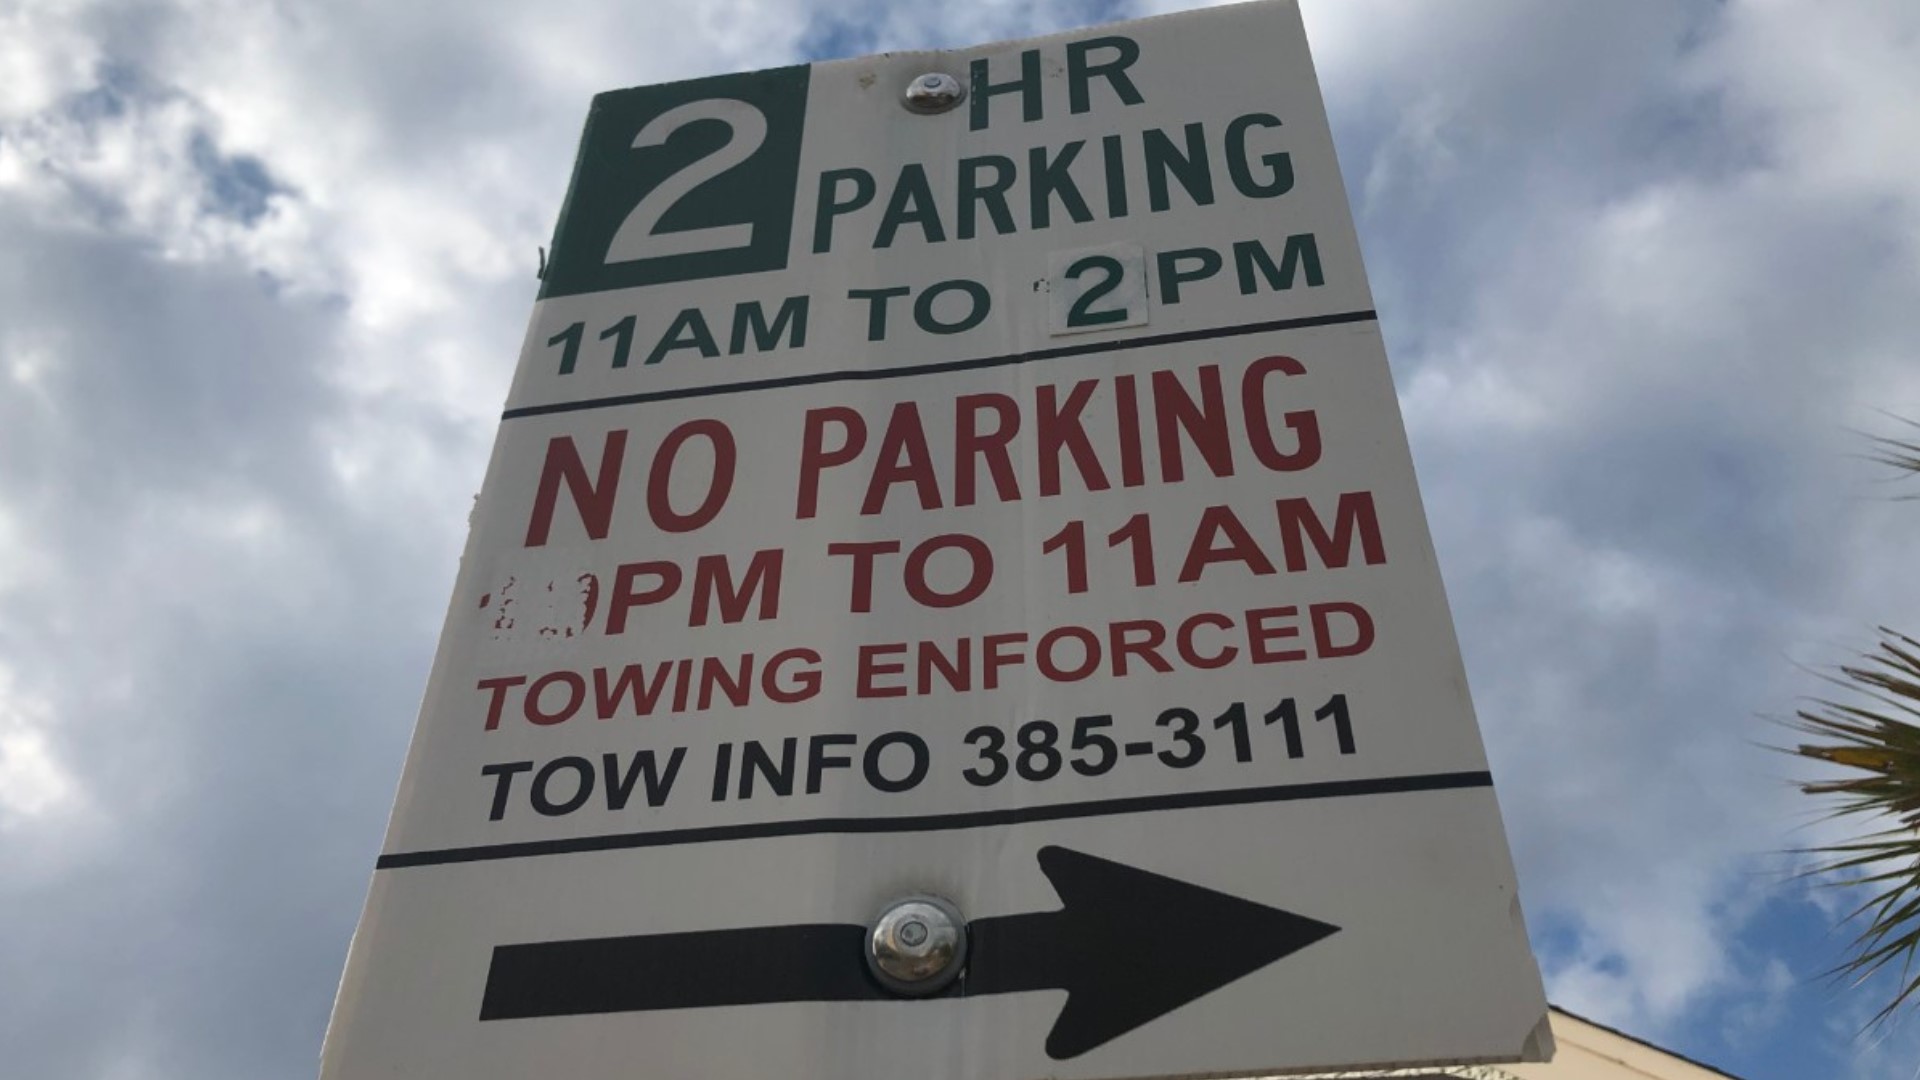 2 HR
PARKING
11AM TO 2PM
NO PARKING
PM TO 11AM
TOWING ENFORCED
TOW INFO 385-3111